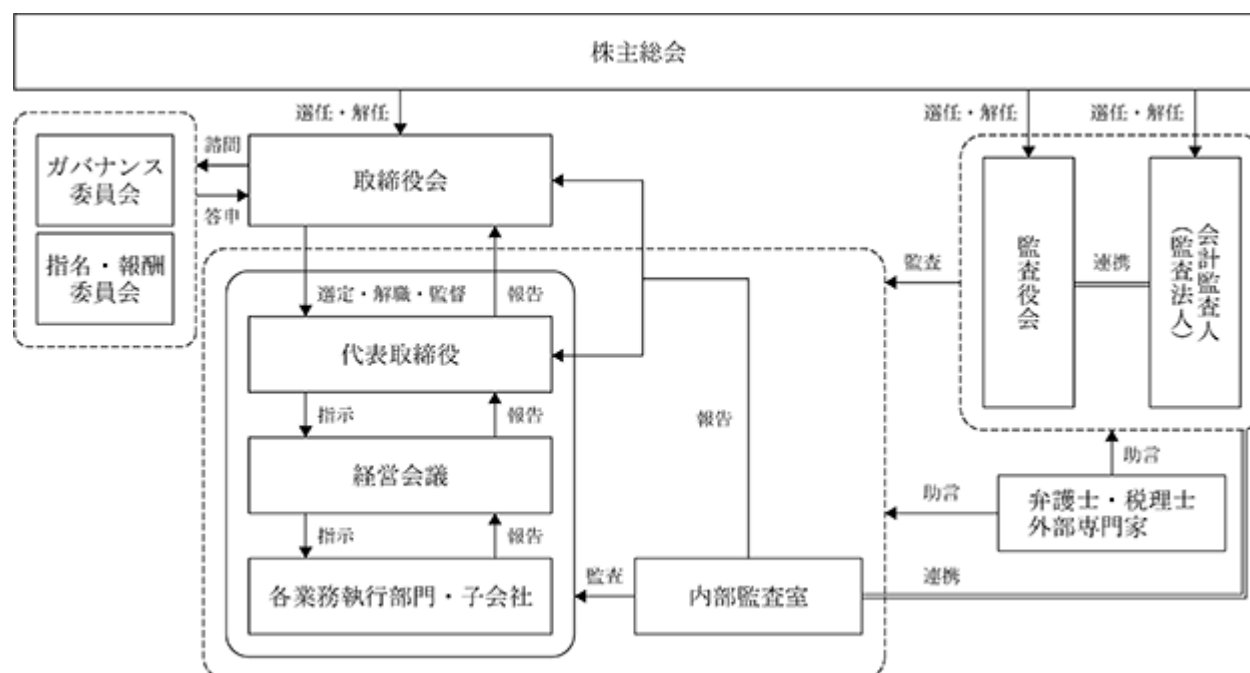 株主総会
選任・解任
選任・解任
選任・解任
ガバナンス
委員会
指名・報酬
委員会
諮問
答申
取締役会
選定・解職・監督
報告
代表取締役
指示
報告
経営会議
指示
報告
各業務執行部門・子会社
監査
内部監査室
報告
監査
監査役会
連携
会計監査人
（監査法人）
助言
助言
弁護士・税理士
外部専門家
連携